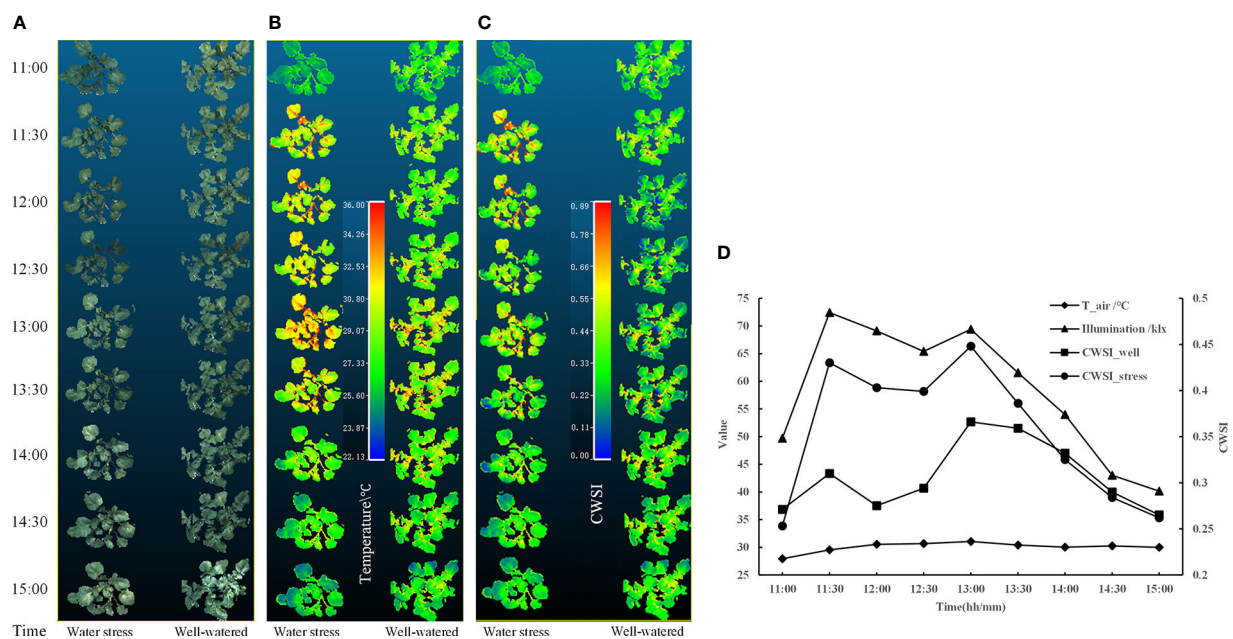 A
B
C
11:00
11:30
12:00
12:30
13:00
13:30
14:00
14:30
15:00
Time
Water stress
Well-watered
36.00
34.26
32.53
30.80
29.07
27.33
25.60
23.87
22.13
Temperature\°C
Water stress
Well-watered
0.89
0.78
0.66
0.55
0.44
0.33
0.22
0.11
0.00
CWSI
Water stress
Well-watered
D
75
70
65
60
55
50
45
40
35
30
25
Value
T_air /°C
Illumination /klx
CWSI_well
CWSI_stress
0.5
0.45
0.4
0.35
0.3
0.25
0.2
CWSI
11:00 11:30 12:00 12:30 13:00 13:30 14:00 14:30 15:00
Time(hh/mm)